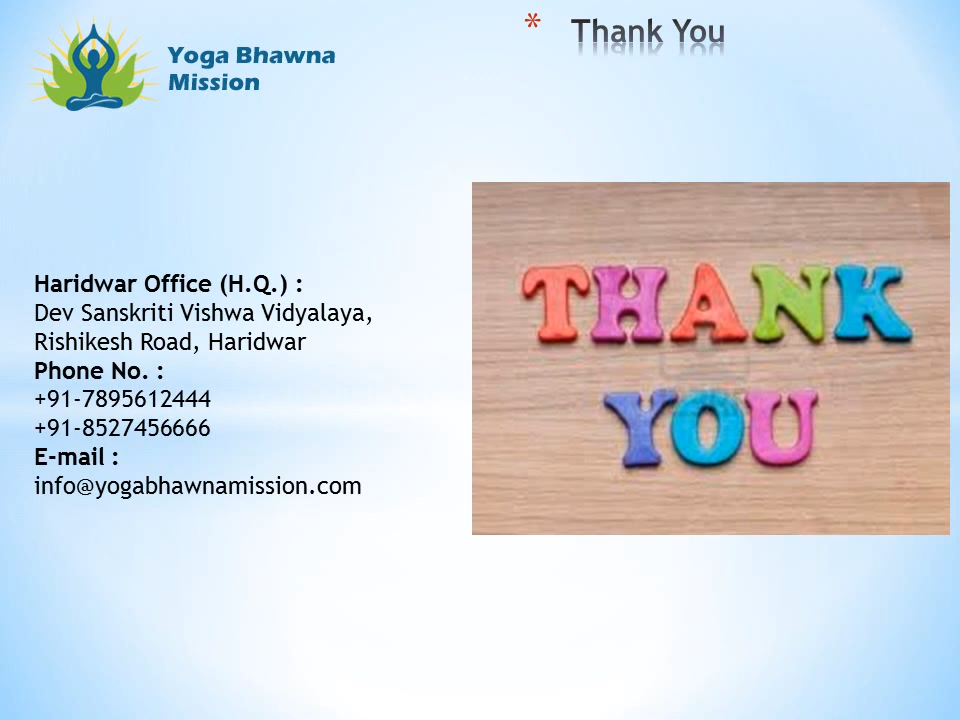 Yoga Bhawna
Mission
* Thank You
Haridwar Office (H.Q.) :
Dev Sanskriti Vishwa Vidyalaya,
Rishikesh Road, Haridwar
Phone No. :
+91-7895612444
+91-8527456666
E-mail :
info@yogabhawnamission.com
THANK
YOU